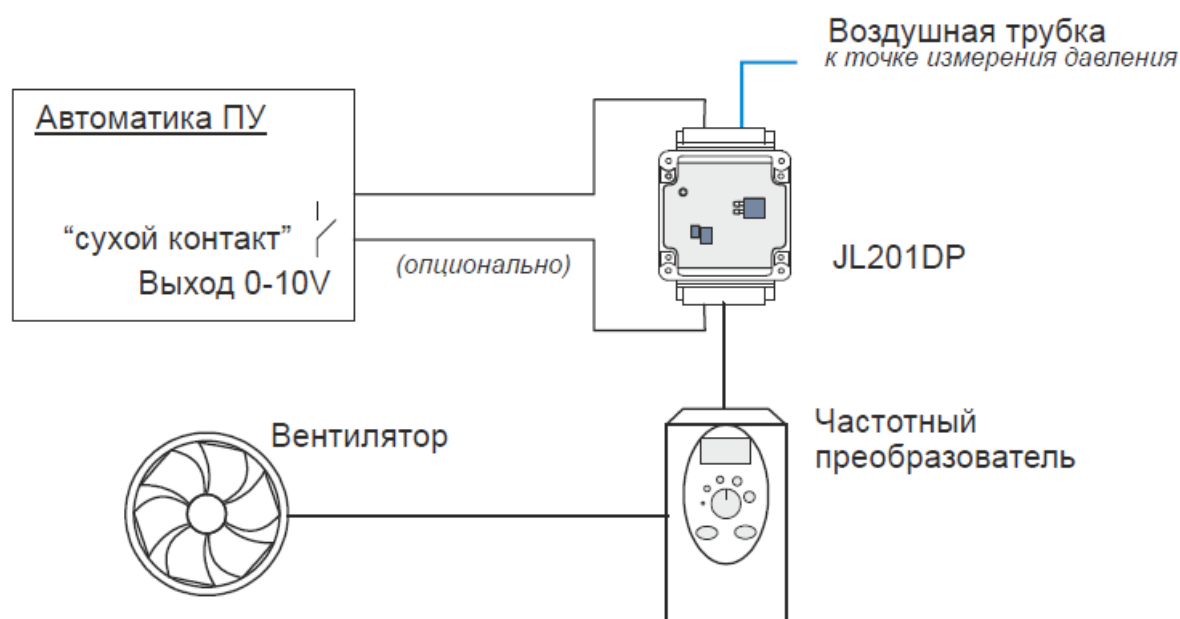 Воздушная трубка
к точке измерения давления
Автоматика ПУ
“сухой контакт”
Выход 0-10V
(опционально)
JL201DP
Вентилятор
Частотный
преобразователь